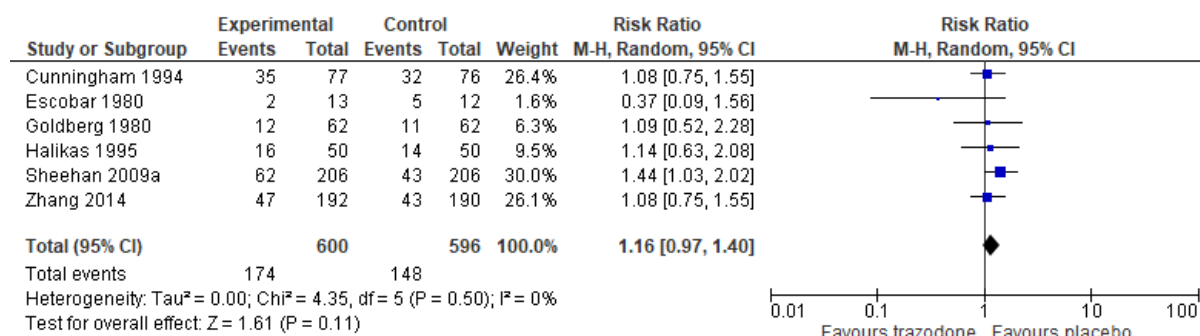 Experimental Control Risk Ratio Risk Ratio
Study or Subgroup Events Total Events Total Weight M-H, Random, 95% CI M-H, Random, 95% CI
Cunningham 1994 35 77 32 76 26.4% 1.08 [0.75, 1.55]
Escobar 1980 2 13 5 12 1.6% 0.37 [0.09, 1.56]
Goldberg 1980 12 62 11 62 6.3% 1.09 [0.52, 2.28]
Halikas 1995 16 50 14 50 9.5% 1.14 [0.63, 2.08]
Sheehan 2009a 62 206 43 206 30.0% 1.44 [1.03, 2.02]
Zhang 2014 47 192 43 190 26.1% 1.08 [0.75, 1.55]
Total (95% CI) 600 596 100.0% 1.16 [0.97, 1.40]
Total events 174 148
Heterogeneity: Tau² = 0.00; Chi² = 4.35, df = 5 (P = 0.50); I² = 0%
Test for overall effect: Z = 1.61 (P = 0.11)
0.01 0.1 1 10 100
Favours trazodone Favours placebo